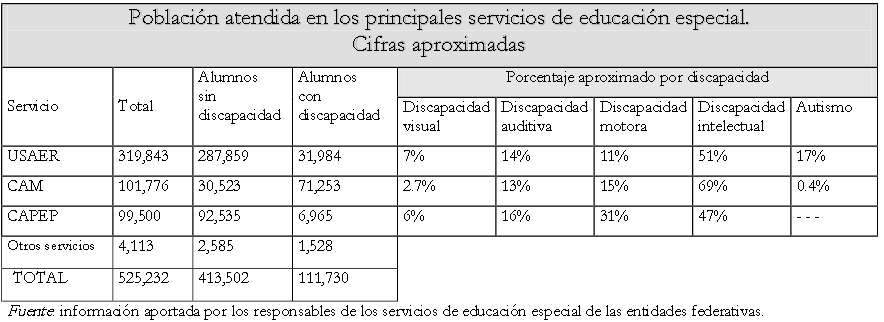 Población atendida en los principales servicios de educación especial.
Cifras aproximadas
Servicio Total Alumnos sin discapacidad Alumnos con discapacidad Porcentaje aproximado por discapacidad
Discapacidad visual Discapacidad auditiva Discapacidad motora Discapacidad intelectual Autismo
USAER 319,843 287,859 31,984 7% 14% 11% 51% 17%
CAM 101,776 30,523 71,253 2.7% 13% 15% 69% 0.4%
CAPEP 99,500 92,535 6,965 6% 16% 31% 47% - - -
Otros servicios 4,113 2,585 1,528
TOTAL 525,232 413,502 111,730
Fuente: información aportada por los responsables de los servicios de educación especial de las entidades federativas.